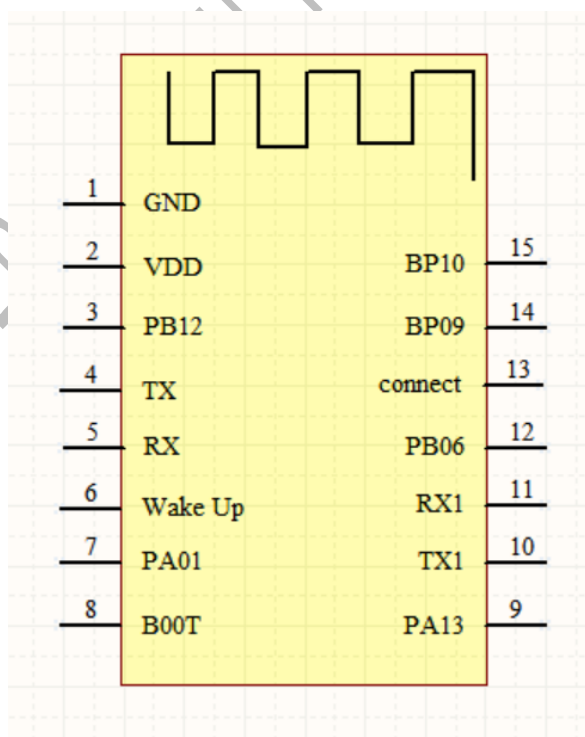 1 GND
2 VDD
3 PB12
4 TX
5 RX
6 Wake Up
7 PA01
8 B00T
BP10 15
BP09 14
connect 13
PB06 12
RX1 11
TX1 10
PA13 9